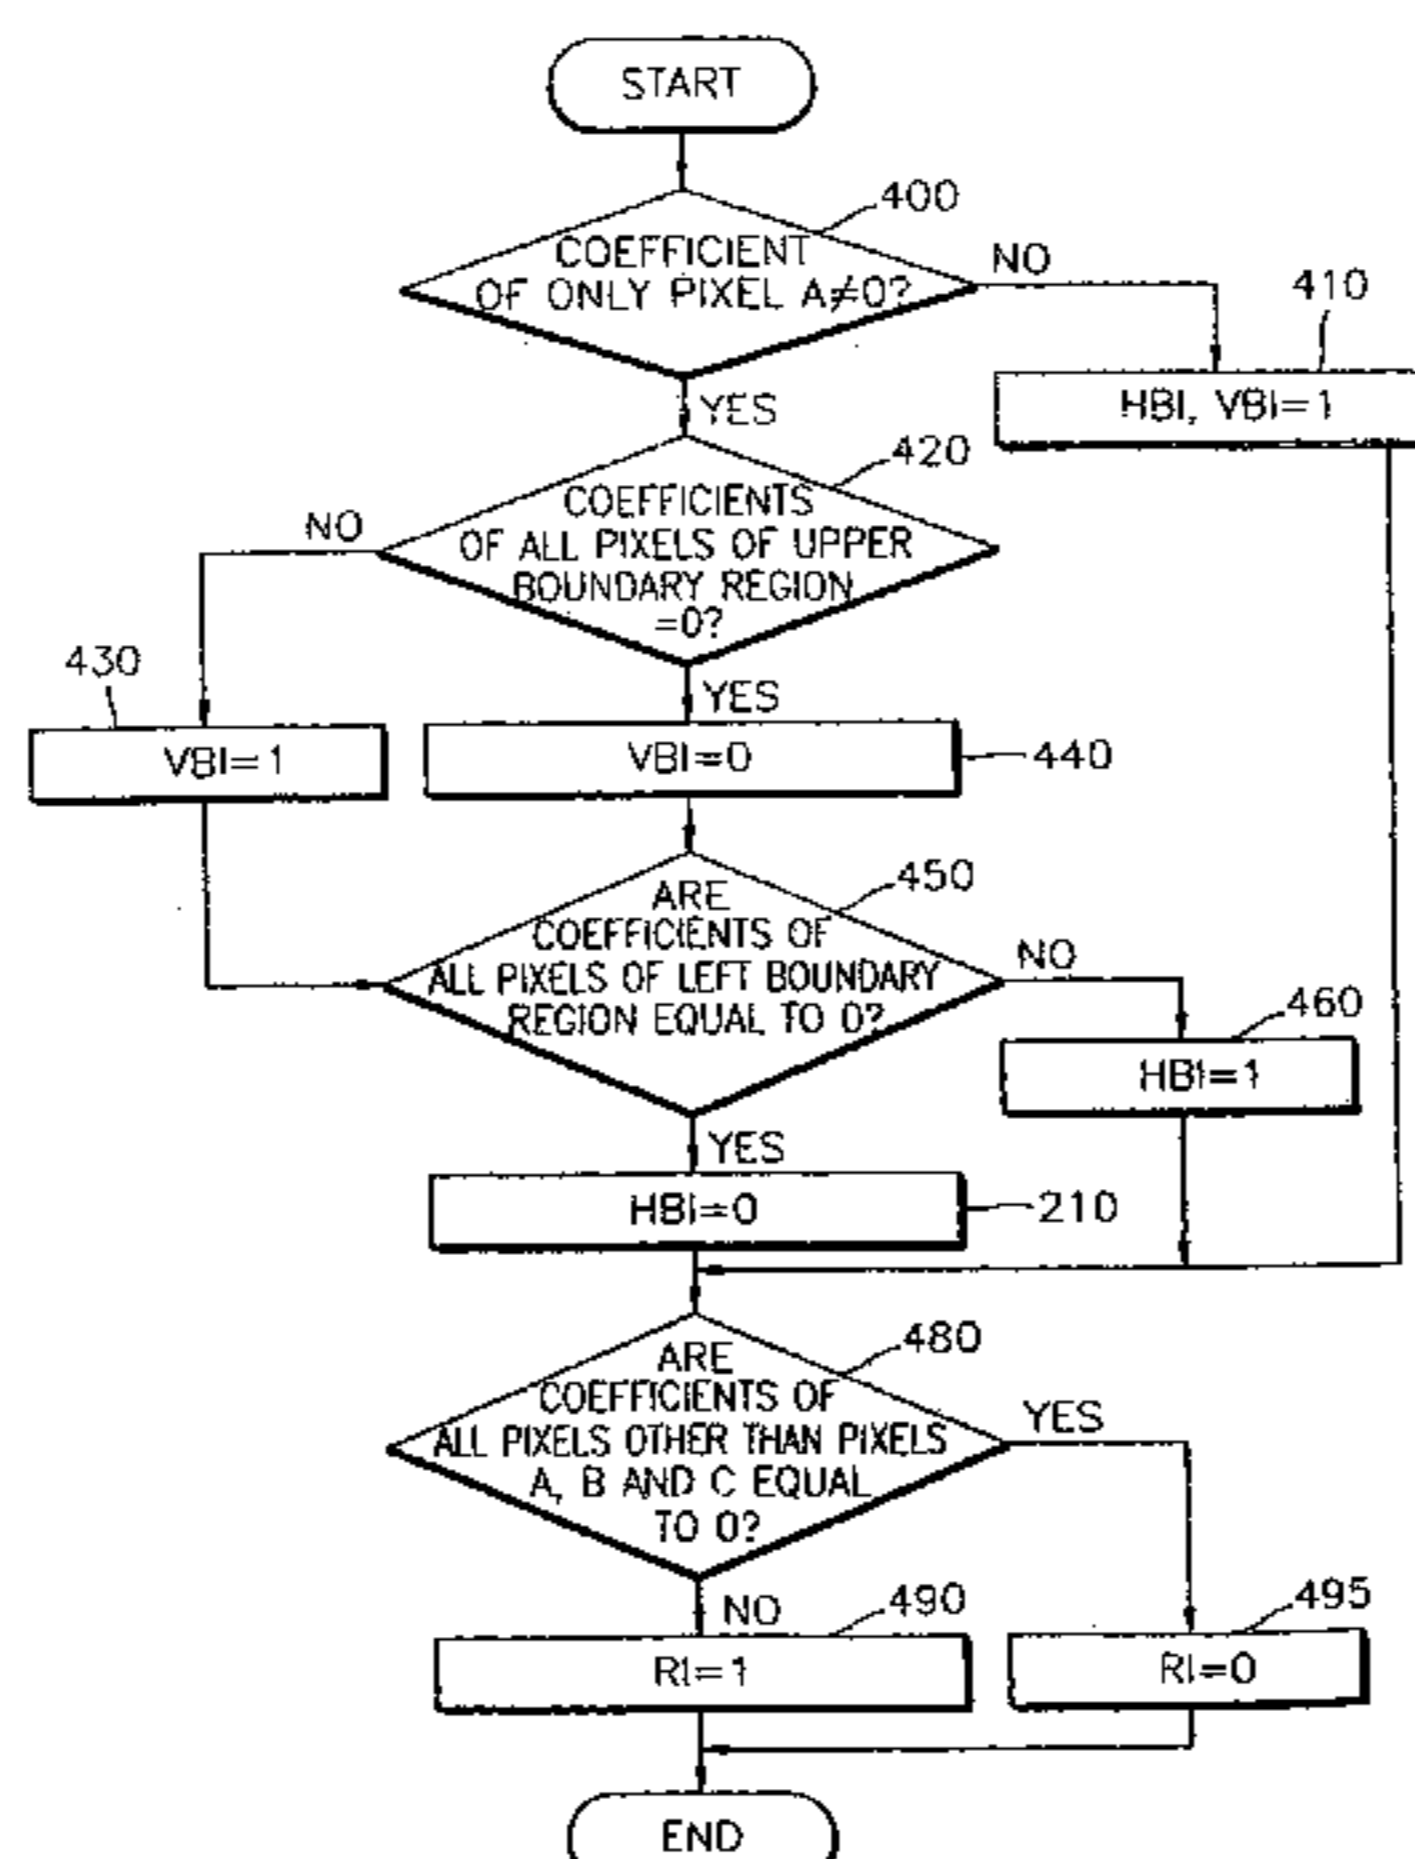 START
400
COEFFICIENT
OF ONLY PIXEL A≠0?
NO
410
HBI, VBI=1
YES
420
COEFFICIENTS
OF ALL PIXELS OF UPPER
BOUNDARY REGION
=0?
NO
430
VBI=1
YES
VBI=0
440
450
ARE
COEFFICIENTS OF
ALL PIXELS OF LEFT BOUNDARY
REGION EQUAL TO 0?
NO
460
HBI=1
YES
HBI=0
210
480
ARE
COEFFICIENTS OF
ALL PIXELS OTHER THAN PIXELS
A, B AND C EQUAL
TO 0?
YES
NO
490
RI=1
495
RI=0
END